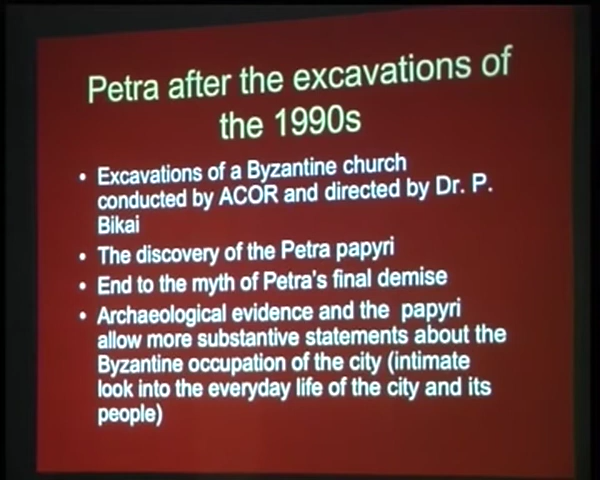 Petra after the excavations of
the 1990s
• Excavations of a Byzantine church
conducted by ACOR and directed by Dr. P.
Bikai
• The discovery of the Petra papyri
• End to the myth of Petra's final demise
• Archaeological evidence and the papyri
allow more substantive statements about the
Byzantine occupation of the city (intimate
look into the everyday life of the city and its
people)